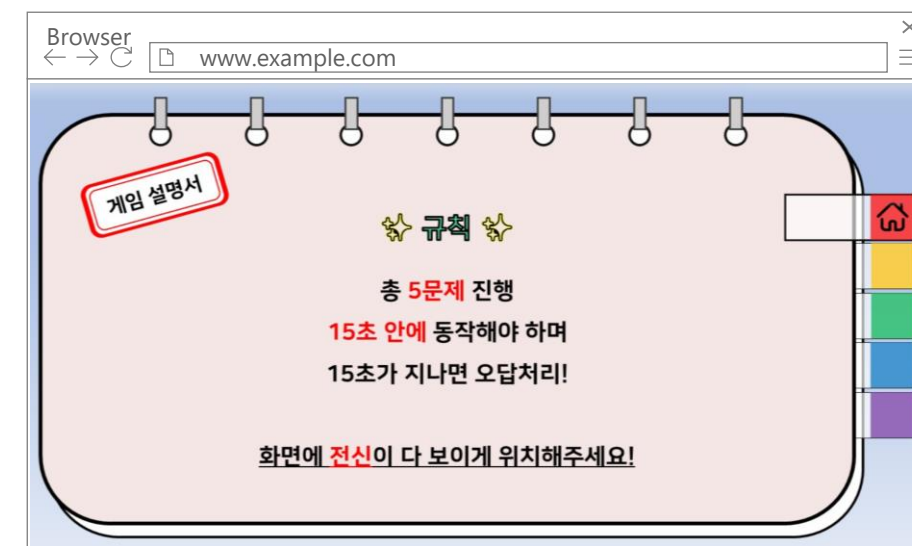 Browser
www.example.com
게임 설명서
규칙
총 5문제 진행
15초 안에 동작해야 하며
15초가 지나면 오답처리!
화면에 전신이 다 보이게 위치해주세요!